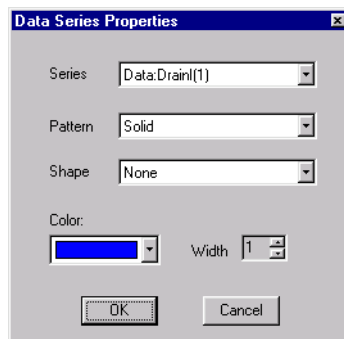 Data Series Properties
Series Data:DrainI(1)
Pattern Solid
Shape None
Color:
Width 1
OK Cancel